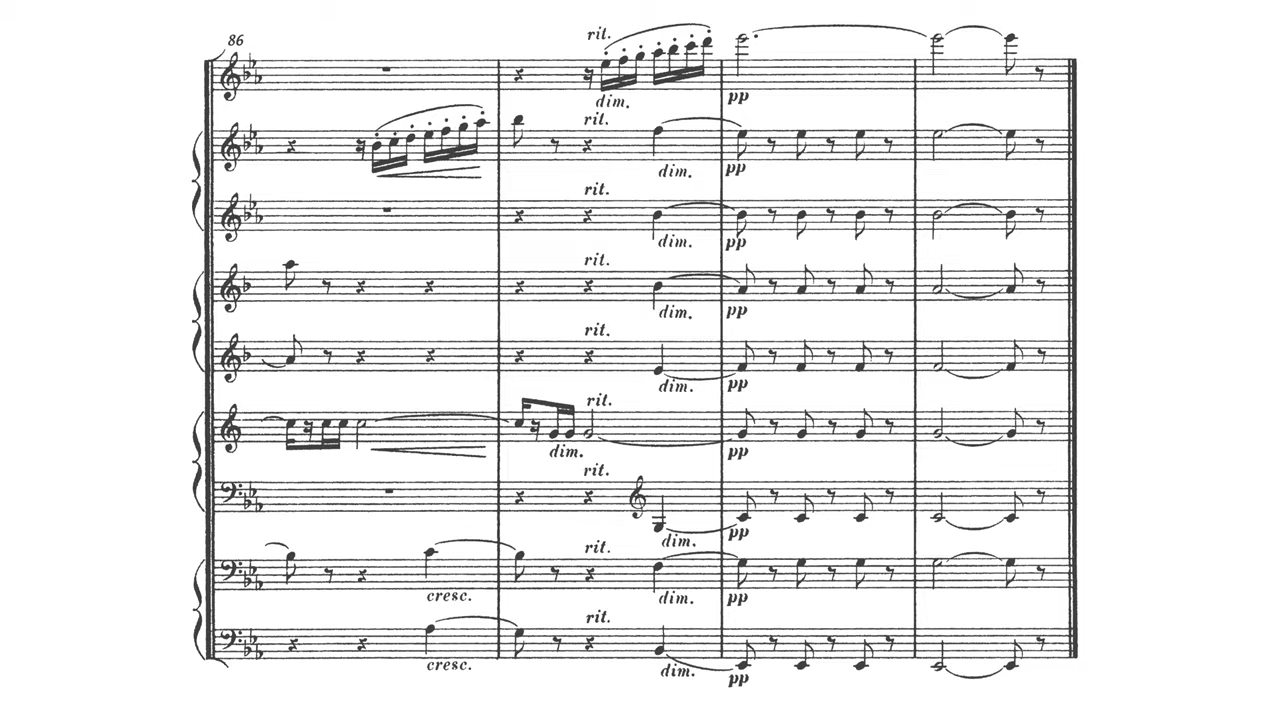 86
rit.
dim.
pp
rit.
dim.
pp
rit.
dim.
pp
rit.
dim.
pp
rit.
dim.
pp
rit.
dim.
pp
rit.
dim.
pp
rit.
cresc.
dim.
pp
rit.
cresc.
dim.
pp